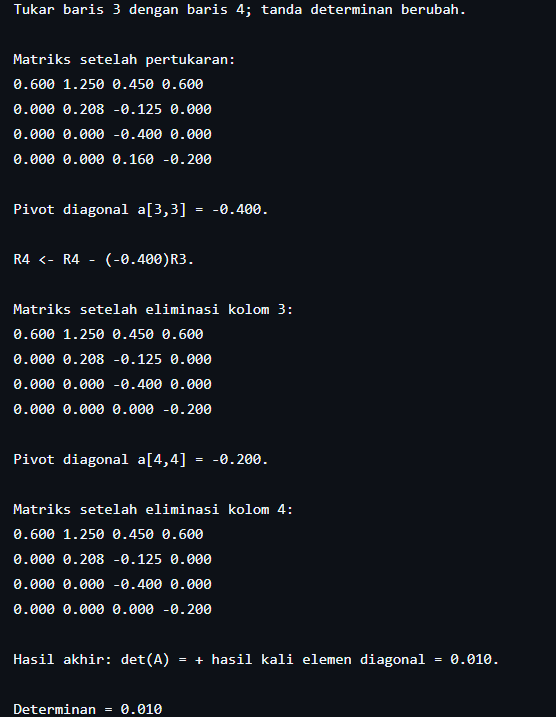 Tukar baris 3 dengan baris 4; tanda determinan berubah.
Matriks setelah pertukaran:
0.600 1.250 0.450 0.600
0.000 0.208 -0.125 0.000
0.000 0.000 -0.400 0.000
0.000 0.000 0.160 -0.200
Pivot diagonal a[3,3] = -0.400.
R4 <- R4 - (-0.400)R3.
Matriks setelah eliminasi kolom 3:
0.600 1.250 0.450 0.600
0.000 0.208 -0.125 0.000
0.000 0.000 -0.400 0.000
0.000 0.000 0.000 -0.200
Pivot diagonal a[4,4] = -0.200.
Matriks setelah eliminasi kolom 4:
0.600 1.250 0.450 0.600
0.000 0.208 -0.125 0.000
0.000 0.000 -0.400 0.000
0.000 0.000 0.000 -0.200
Hasil akhir: det(A) = + hasil kali elemen diagonal = 0.010.
Determinan = 0.010